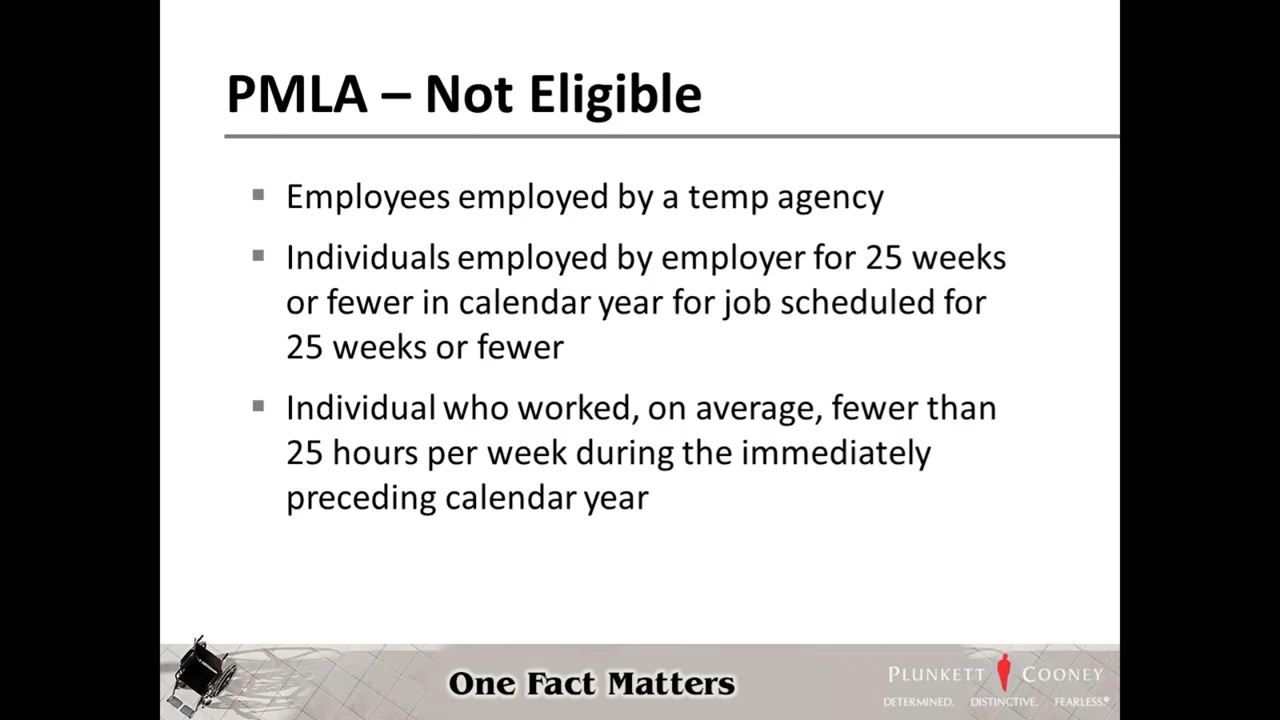 PMLA – Not Eligible
Employees employed by a temp agency
Individuals employed by employer for 25 weeks
or fewer in calendar year for job scheduled for
25 weeks or fewer
Individual who worked, on average, fewer than
25 hours per week during the immediately
preceding calendar year
One Fact Matters
PLUNKETT COONEY
DETERMINED. DISTINCTIVE. FEARLESS.®